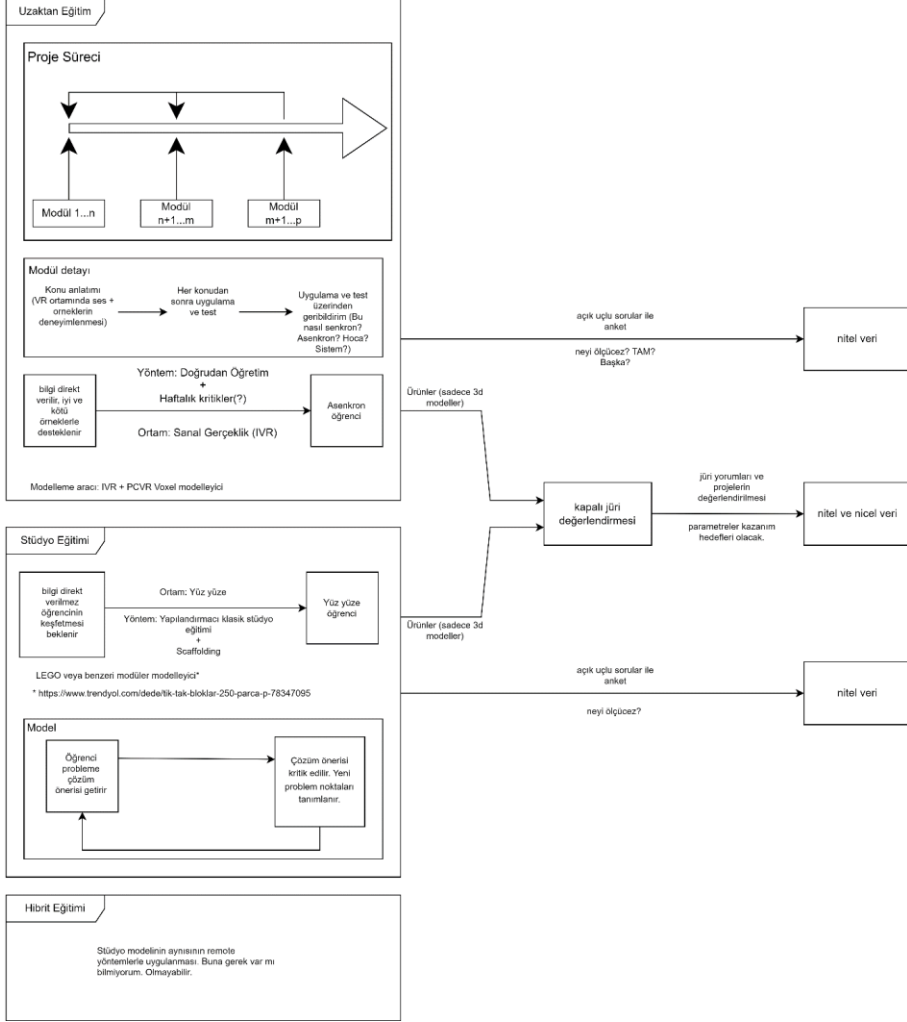 Uzaktan Eğitim
Proje Süreci
Modül 1...n
Modül
n+1...m
Modül
m+1...p
Modül detayı
Konu anlatımı
(VR ortamında ses +
orneklerin
deneyimlenmesi)
Her konudan
sonra uygulama
ve test
Uygulama ve test
üzerinden
geribildirim (Bu
nasıl senkron?
Asenkron? Hoca?
Sistem?)
bilgi direkt
verilir, iyi ve
kötü
örneklerle
desteklenir
Yöntem: Doğrudan Öğretim
+
Haftalık kritikler(?)
Ortam: Sanal Gerçeklik (IVR)
Asenkron
öğrenci
Modelleme aracı: IVR + PCVR Voxel modelleyici
açık uçlu sorular ile
anket
neyi ölçücez? TAM?
Başka?
nitel veri
Ürünler (sadece 3d
modeller)
kapalı jüri
değerlendirmesi
jüri yorumları ve
projelerin
değerlendirilmesi
parametreler kazanım
hedefleri olacak.
nitel ve nicel veri
Stüdyo Eğitimi
bilgi direkt
verilmez
öğrencinin
keşfetmesi
beklenir
Ortam: Yüz yüze
Yöntem: Yapılandırmacı klasik stüdyo
eğitimi
+
Scaffolding
Yüz yüze
öğrenci
Ürünler (sadece 3d
modeller)
LEGO veya benzeri modüler modelleyici*
* https://www.trendyol.com/dede/tik-tak-bloklar-250-parca-p-78347095
açık uçlu sorular ile
anket
neyi ölçücez?
nitel veri
Model
Öğrenci
probleme
çözüm
önerisi getirir
Çözüm önerisi
kritik edilir. Yeni
problem noktaları
tanımlanır.
Hibrit Eğitimi
Stüdyo modelinin aynısının remote
yöntemlerle uygulanması. Buna gerek var mı
bilmiyorum. Olmayabilir.